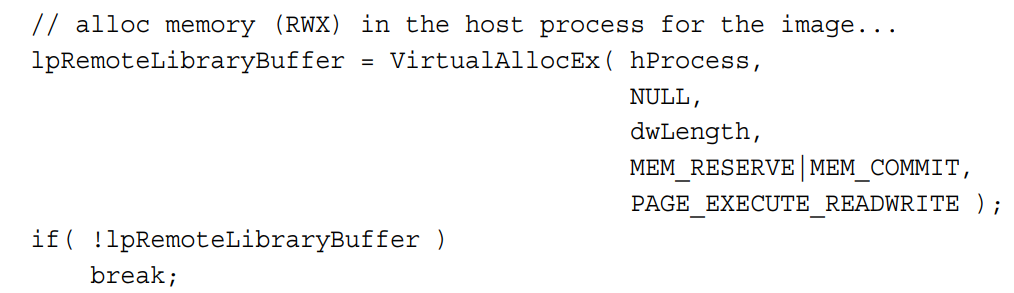 // alloc memory (RWX) in the host process for the image...
lpRemoteLibraryBuffer = VirtualAllocEx( hProcess,
NULL,
dwLength,
MEM_RESERVE|MEM_COMMIT,
PAGE_EXECUTE_READWRITE );
if( !lpRemoteLibraryBuffer )
break;